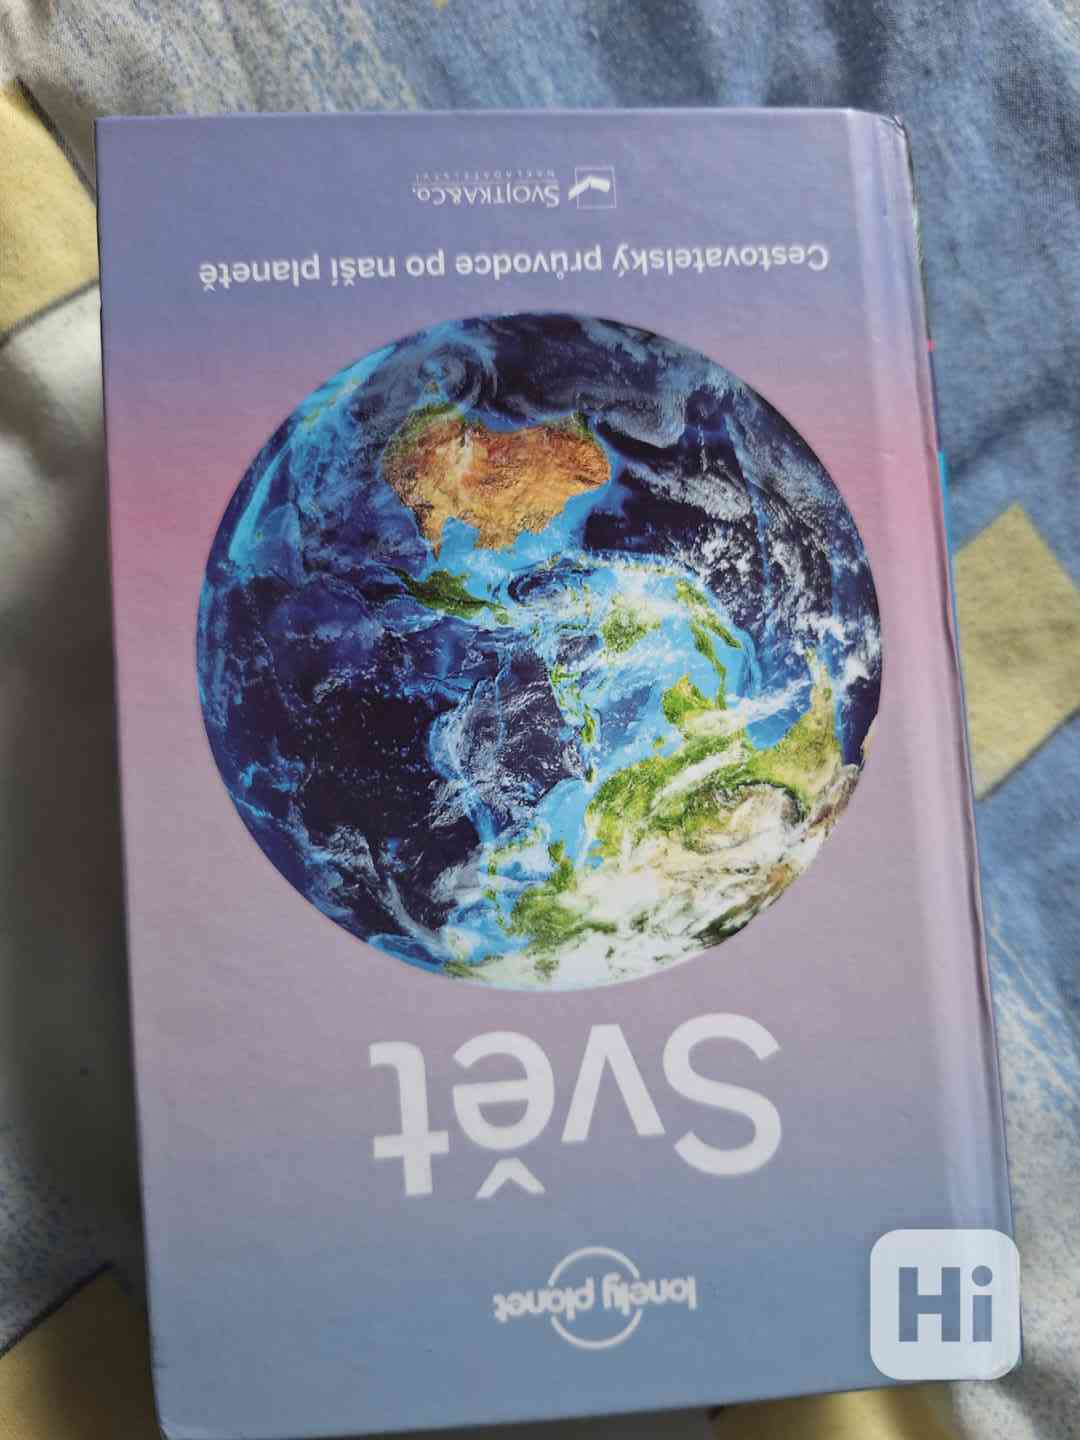 lonely planet
Svět
Cestovatelský průvodce po naší planetě
SVOJTKA&CO.
NAKLADATELSTVÍ
Hi